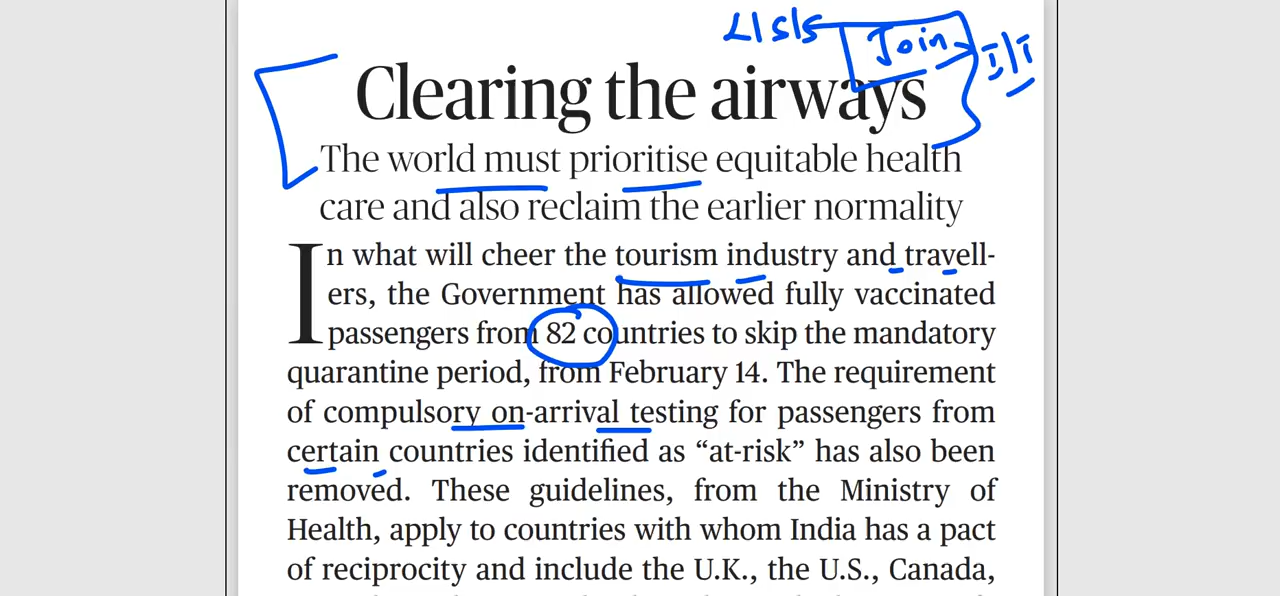 Join
Clearing the airways
The world must prioritise equitable health
care and also reclaim the earlier normality
In what will cheer the tourism industry and travell-
ers, the Government has allowed fully vaccinated
passengers from 82 countries to skip the mandatory
quarantine period, from February 14. The requirement
of compulsory on-arrival testing for passengers from
certain countries identified as “at-risk” has also been
removed. These guidelines, from the Ministry of
Health, apply to countries with whom India has a pact
of reciprocity and include the U.K., the U.S., Canada,